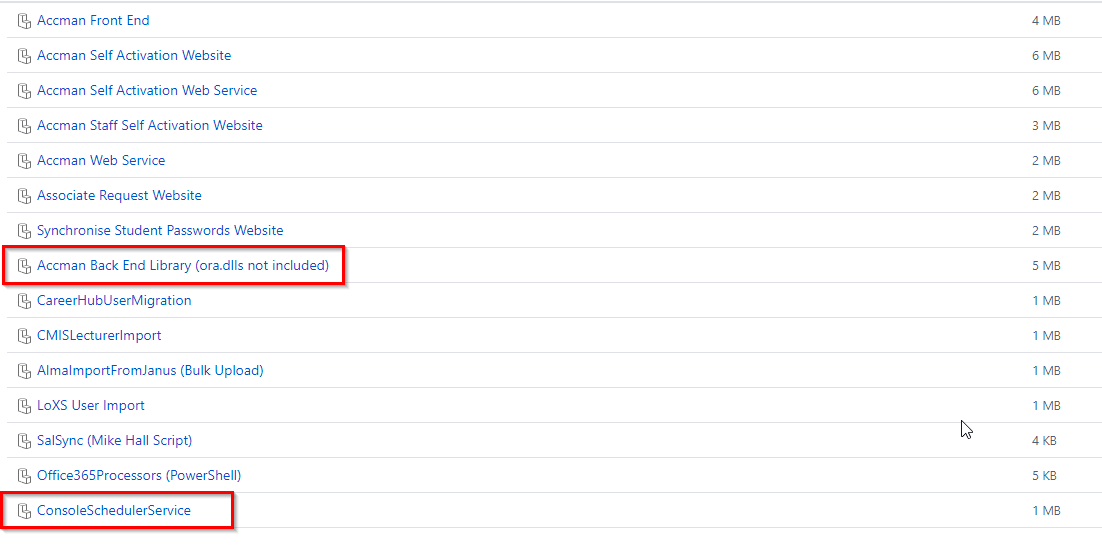 Accman Front End 4 MB
Accman Self Activation Website 6 MB
Accman Self Activation Web Service 6 MB
Accman Staff Self Activation Website 3 MB
Accman Web Service 2 MB
Associate Request Website 2 MB
Synchronise Student Passwords Website 2 MB
Accman Back End Library (ora.dlls not included) 5 MB
CareerHubUserMigration 1 MB
CMISLecturerImport 1 MB
AlmaImportFromJanus (Bulk Upload) 1 MB
LoXS User Import 1 MB
SalSync (Mike Hall Script) 4 KB
Office365Processors (PowerShell) 5 KB
ConsoleSchedulerService 1 MB